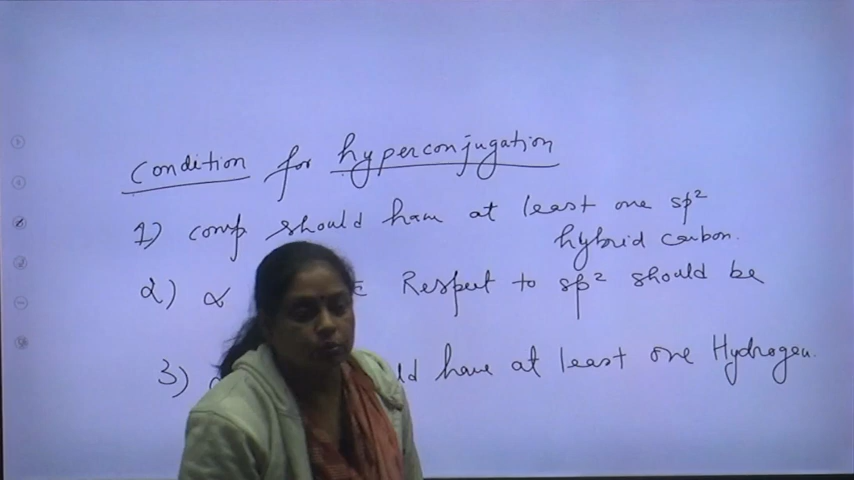 Condition for hyperconjugation
1) comp should have at least one sp²
hybrid carbon.
2) α Respect to sp² should be
3) have at least one Hydrogen.